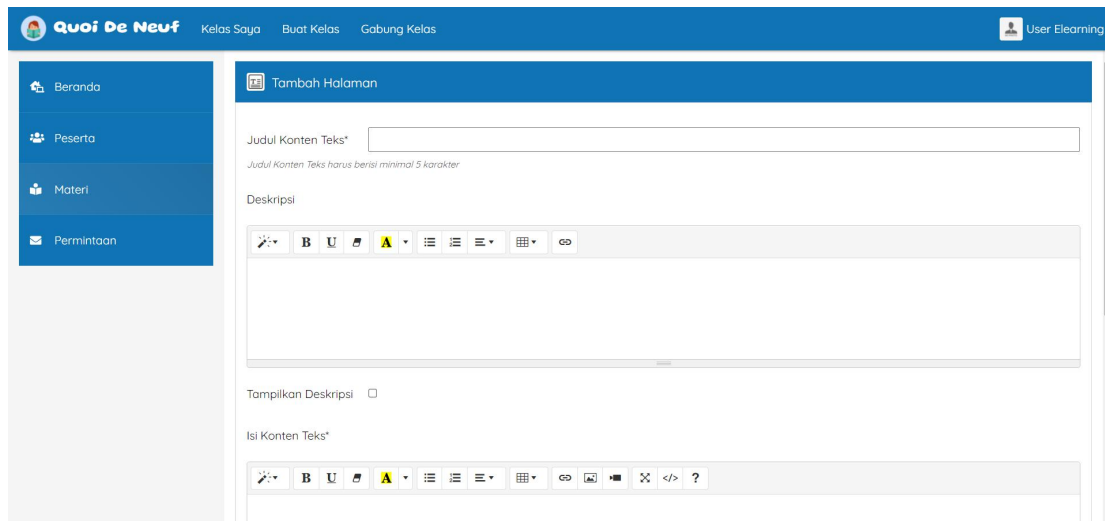 Quoi De Neuf Kelas Saya Buat Kelas Gabung Kelas User Elearning
Beranda
Peserta
Materi
Permintaan
Tambah Halaman
Judul Konten Teks*
Judul Konten Teks harus berisi minimal 5 karakter
Deskripsi
B U A
Tampilkan Deskripsi
Isi Konten Teks*
B U A </> ?